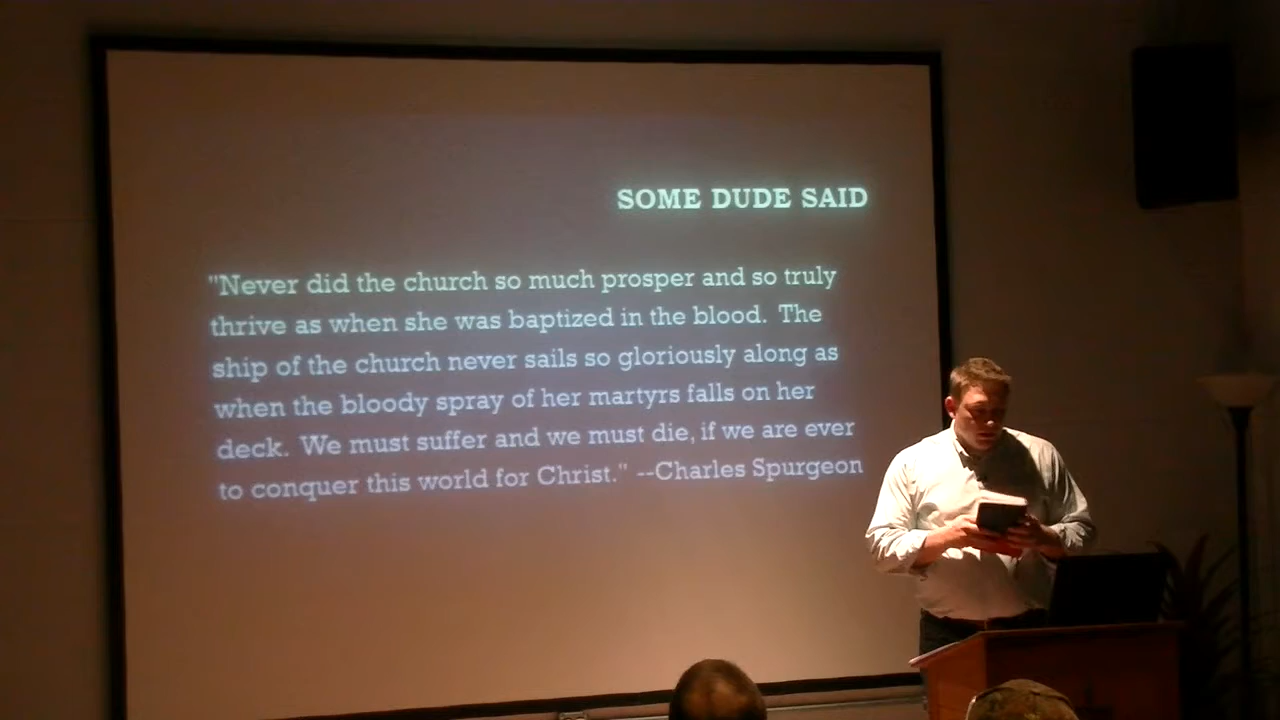 SOME DUDE SAID
"Never did the church so much prosper and so truly
thrive as when she was baptized in the blood.  The
ship of the church never sails so gloriously along as
when the bloody spray of her martyrs falls on her
deck.  We must suffer and we must die, if we are ever
to conquer this world for Christ." --Charles Spurgeon